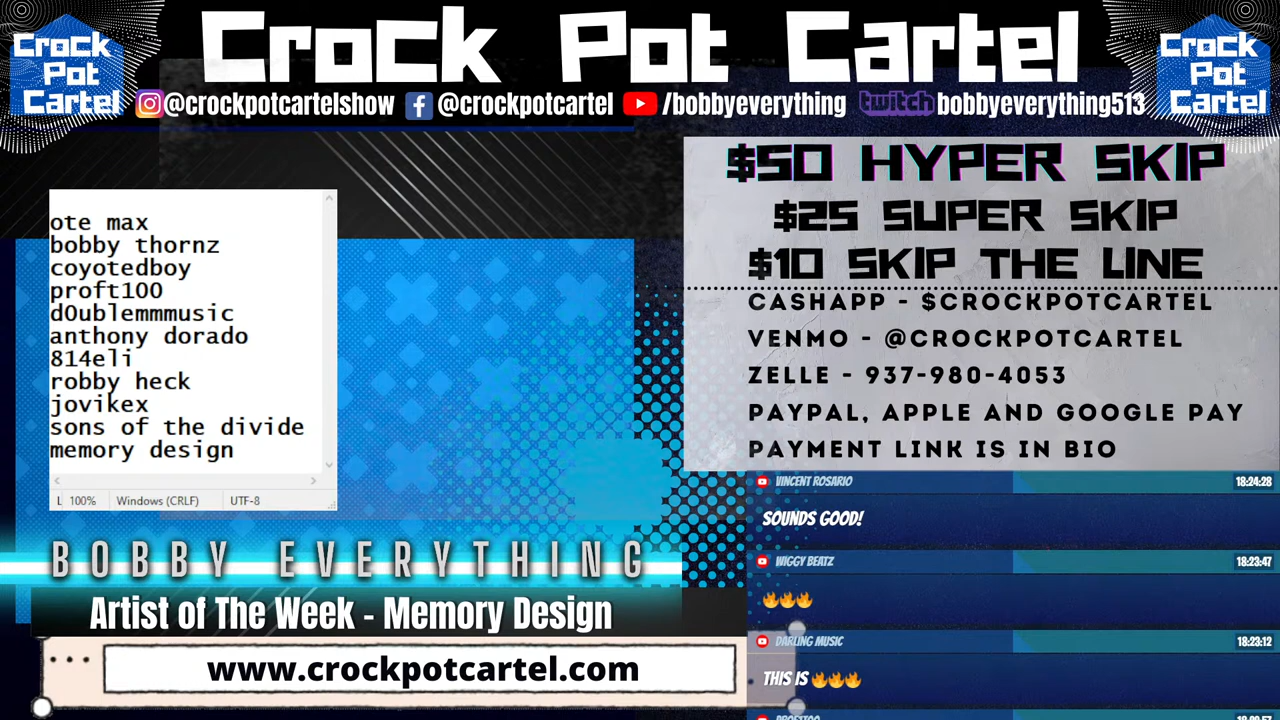 Crock Pot Cartel
Crock
Pot
Cartel
Crock
Pot
Cartel
@crockpotcartelshow @crockpotcartel /bobbyeverything twitch bobbyeverything513
ote max
bobby thornz
coyotedboy
proft100
d0ublemmmusic
anthony dorado
814eli
robby heck
jovikex
sons of the divide
memory design
100% Windows (CRLF) UTF-8
$50 HYPER SKIP
$25 SUPER SKIP
$10 SKIP THE LINE
CASHAPP - $CROCKPOTCARTEL
VENMO - @CROCKPOTCARTEL
ZELLE - 937-980-4053
PAYPAL, APPLE AND GOOGLE PAY
PAYMENT LINK IS IN BIO
VINCENT ROSARIO 18:24:28
SOUNDS GOOD!
WIGGY BEATZ 18:23:47
🔥🔥🔥
DARLING MUSIC 18:23:12
THIS IS 🔥🔥🔥
BOBBY EVERYTHING
Artist of The Week - Memory Design
www.crockpotcartel.com